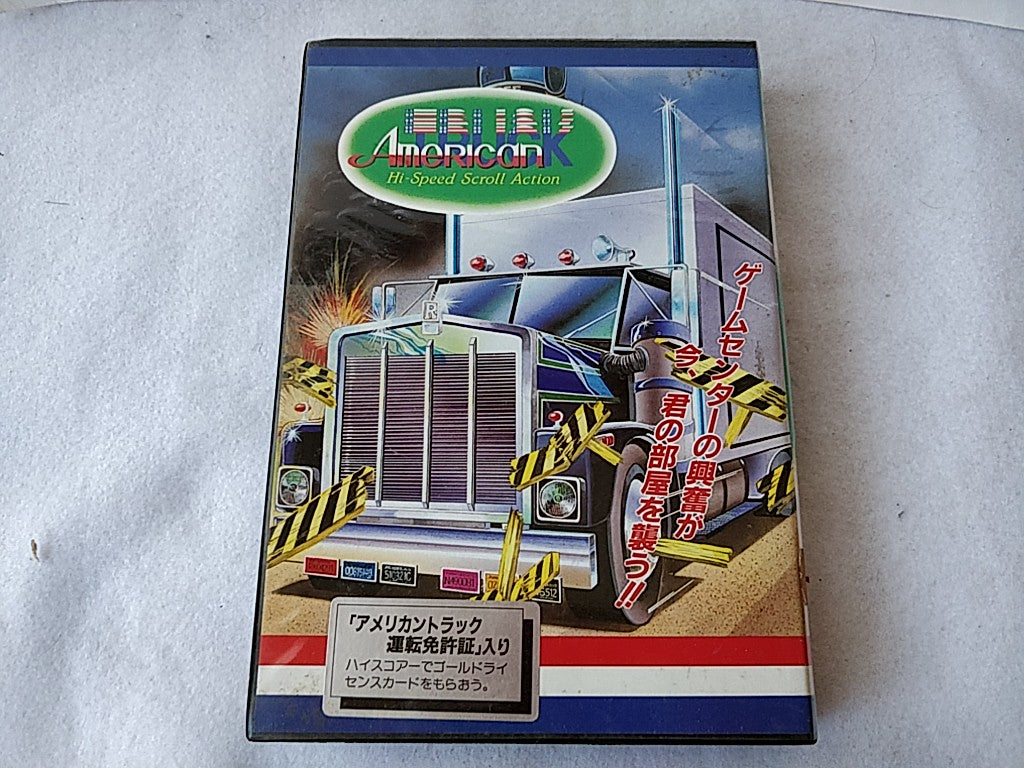 TRUCK
American
Hi-Speed Scroll Action
R
ゲームセンターの興奮が
今、君の部屋を襲う!!
51C321G
「アメリカントラック
運転免許証」入り
ハイスコアーでゴールドライ
センスカードをもらおう。